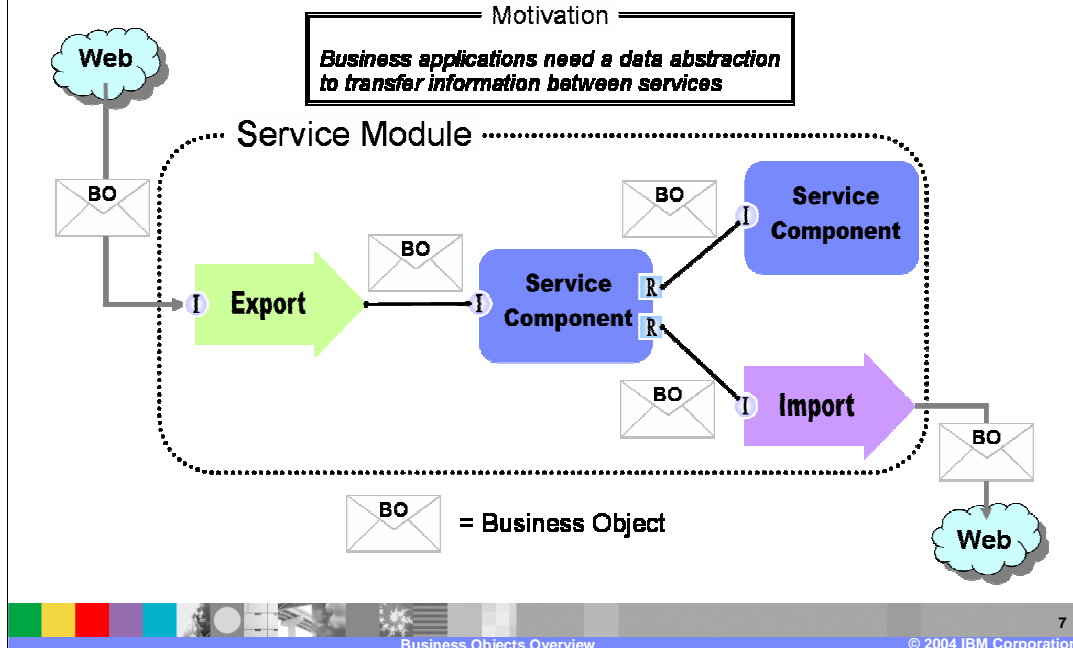 Motivation
Business applications need a data abstraction
to transfer information between services
Web
Service Module
BO
BO
BO
Service
Component
I
Export
I
Service
Component
R
R
I
BO
I
Import
BO
Web
BO
= Business Object
7
Business Objects Overview
© 2004 IBM Corporation